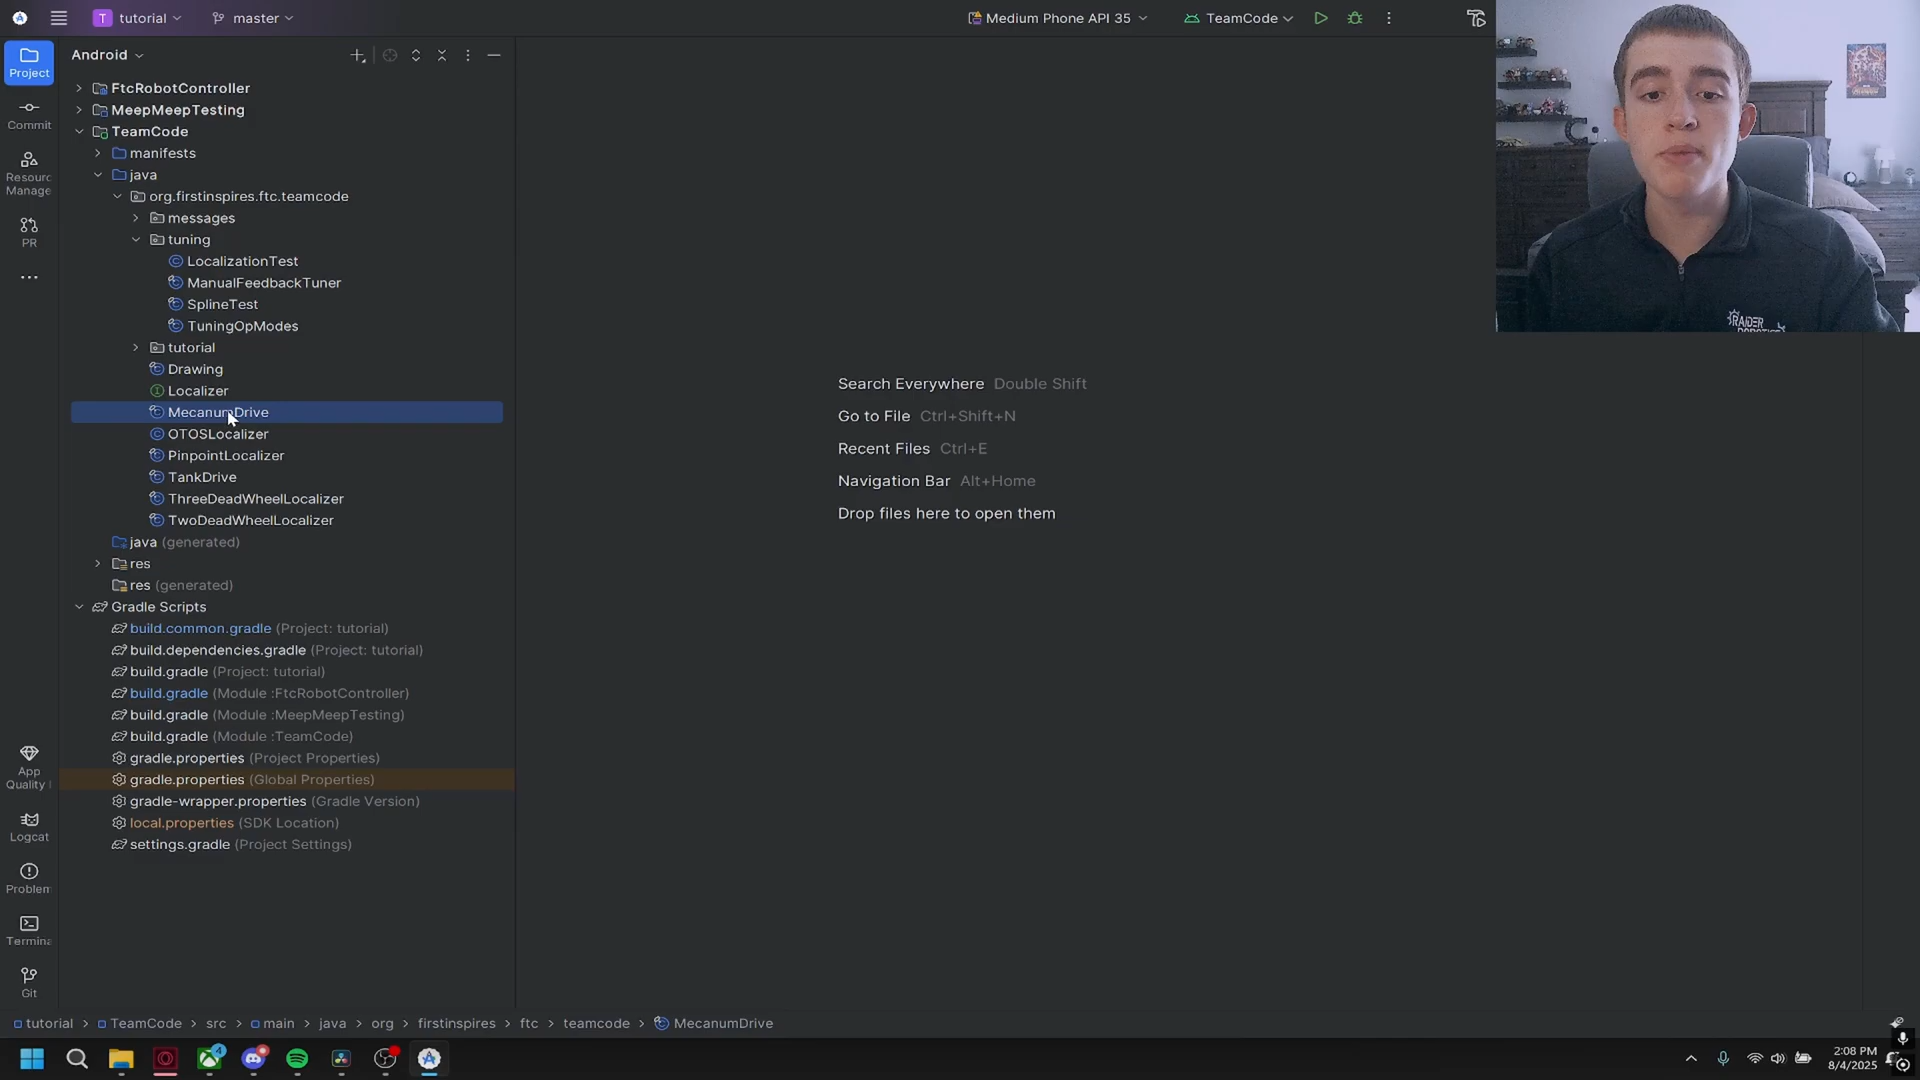 T tutorial
master
Medium Phone API 35
TeamCode
Project
Android
Commit
Resourc
Manage
PR
FtcRobotController
MeepMeepTesting
TeamCode
manifests
java
org.firstinspires.ftc.teamcode
messages
tuning
LocalizationTest
ManualFeedbackTuner
SplineTest
TuningOpModes
tutorial
Drawing
Localizer
MecanumDrive
OTOSLocalizer
PinpointLocalizer
TankDrive
ThreeDeadWheelLocalizer
TwoDeadWheelLocalizer
java (generated)
res
res (generated)
Gradle Scripts
build.common.gradle (Project: tutorial)
build.dependencies.gradle (Project: tutorial)
build.gradle (Project: tutorial)
build.gradle (Module :FtcRobotController)
build.gradle (Module :MeepMeepTesting)
build.gradle (Module :TeamCode)
gradle.properties (Project Properties)
gradle.properties (Global Properties)
gradle-wrapper.properties (Gradle Version)
local.properties (SDK Location)
settings.gradle (Project Settings)
Search Everywhere Double Shift
Go to File Ctrl+Shift+N
Recent Files Ctrl+E
Navigation Bar Alt+Home
Drop files here to open them
RAIDER
App
Quality
Logcat
Problem
Termina
Git
tutorial > TeamCode > src > main > java > org > firstinspires > ftc > teamcode > MecanumDrive
4
2:08 PM
8/4/2025